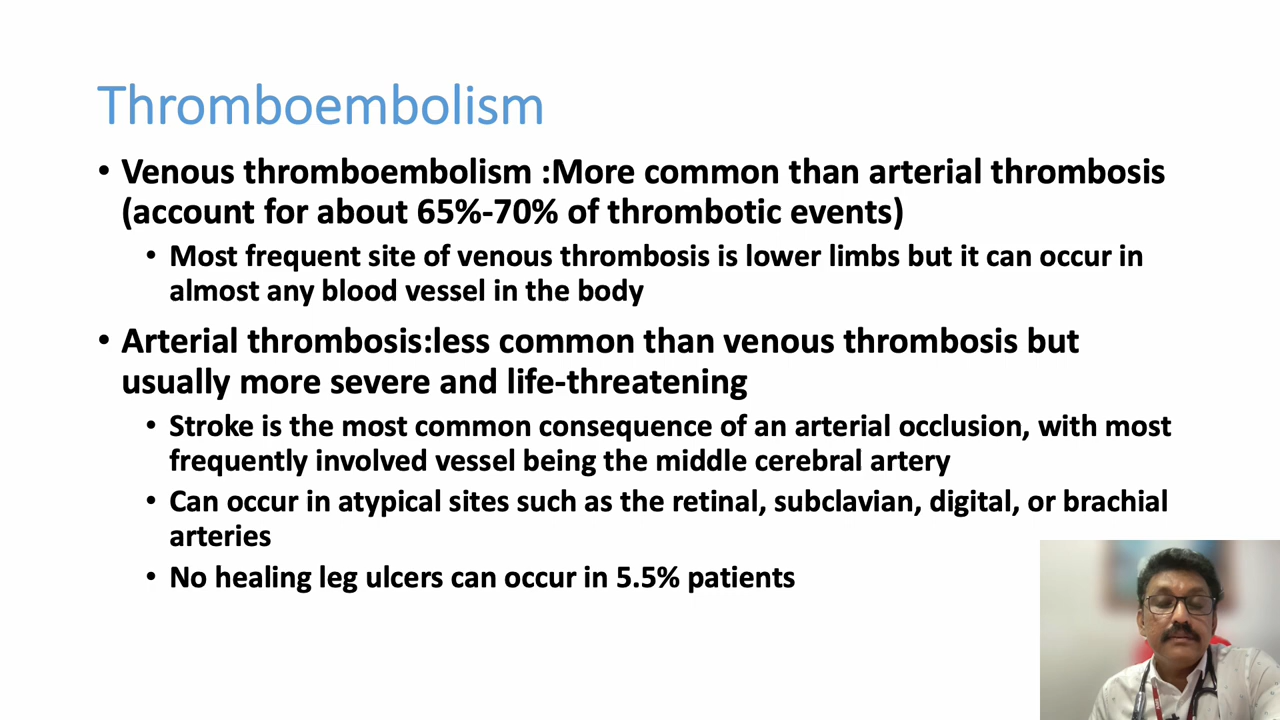 Thromboembolism
• Venous thromboembolism :More common than arterial thrombosis
(account for about 65%-70% of thrombotic events)
• Most frequent site of venous thrombosis is lower limbs but it can occur in
almost any blood vessel in the body
• Arterial thrombosis:less common than venous thrombosis but
usually more severe and life-threatening
• Stroke is the most common consequence of an arterial occlusion, with most
frequently involved vessel being the middle cerebral artery
• Can occur in atypical sites such as the retinal, subclavian, digital, or brachial
arteries
• No healing leg ulcers can occur in 5.5% patients